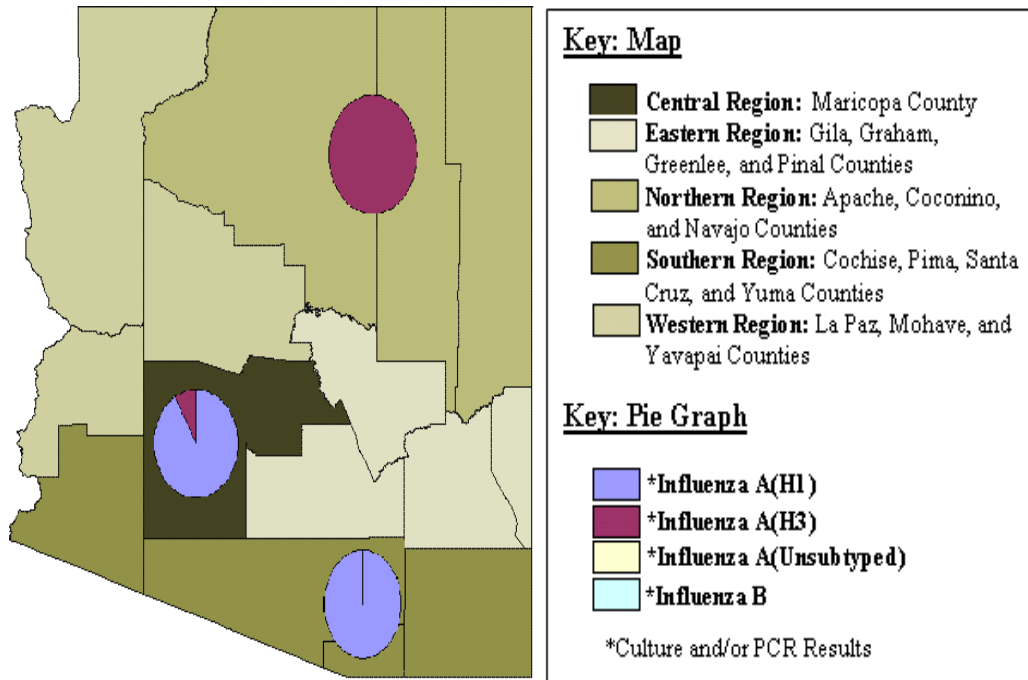 Key: Map
Central Region: Maricopa County
Eastern Region: Gila, Graham,
Greenlee, and Pinal Counties
Northern Region: Apache, Coconino,
and Navajo Counties
Southern Region: Cochise, Pima, Santa
Cruz, and Yuma Counties
Western Region: La Paz, Mohave, and
Yavapai Counties
Key: Pie Graph
*Influenza A(H1)
*Influenza A(H3)
*Influenza A(Unsubtyped)
*Influenza B
*Culture and/or PCR Results